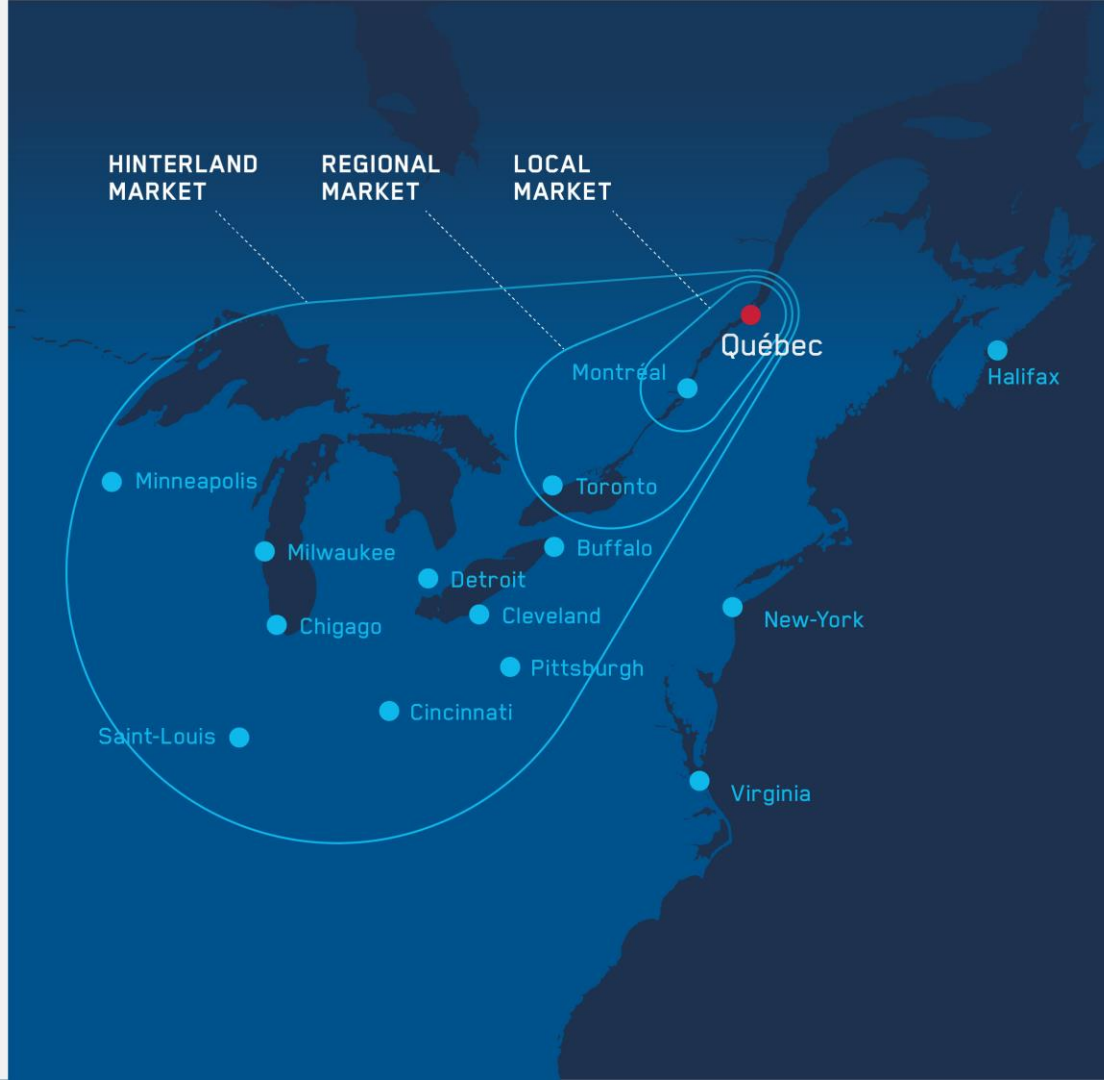 HINTERLAND
MARKET
REGIONAL
MARKET
LOCAL
MARKET
Québec
Montréal
Halifax
Minneapolis
Toronto
Milwaukee
Buffalo
Detroit
Cleveland
Chigago
New-York
Pittsburgh
Cincinnati
Saint-Louis
Virginia